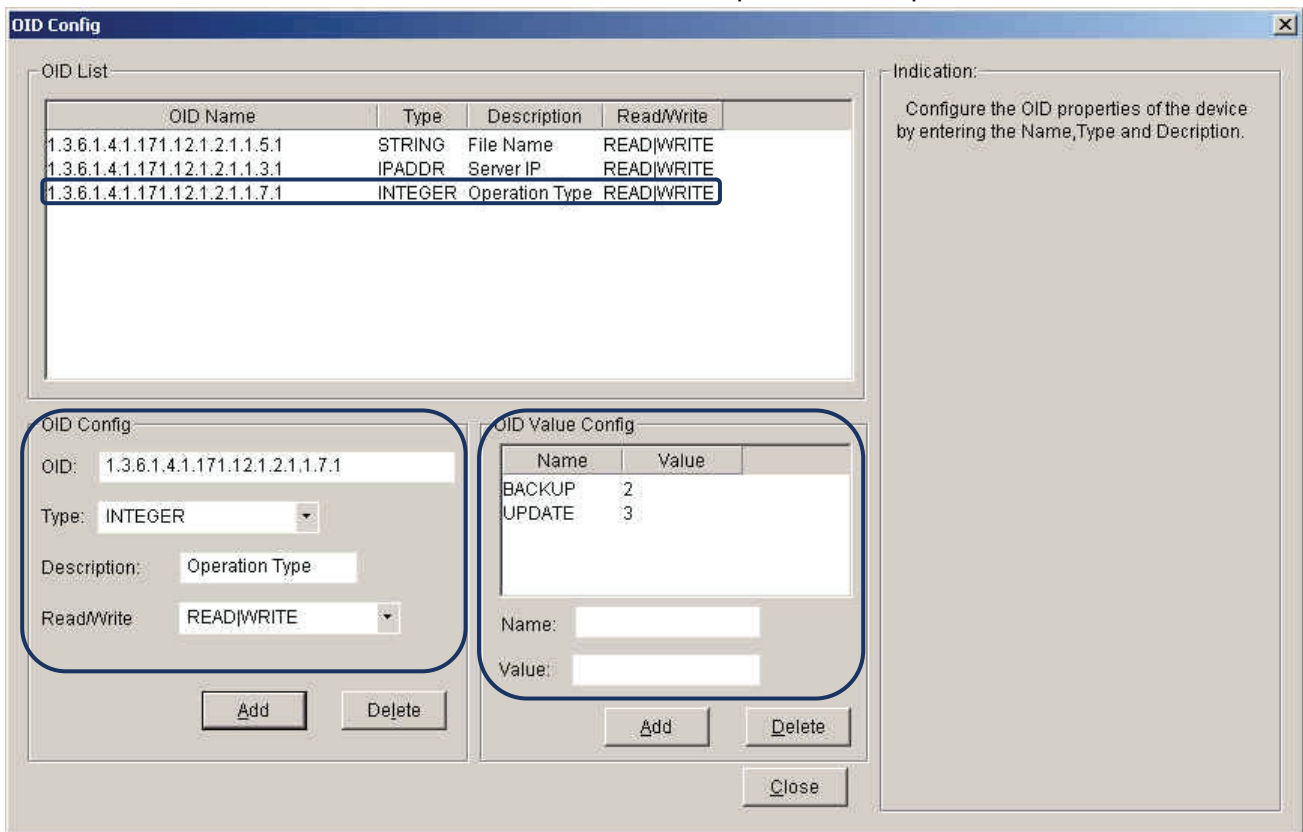 OID Config
OID List
OID Name Type Description Read/Write
1.3.6.1.4.1.171.12.1.2.1.1.5.1 STRING File Name READ|WRITE
1.3.6.1.4.1.171.12.1.2.1.1.3.1 IPADDR Server IP READ|WRITE
1.3.6.1.4.1.171.12.1.2.1.1.7.1 INTEGER Operation Type READ|WRITE
Indication:
Configure the OID properties of the device
by entering the Name,Type and Decription.
OID Config
OID: 1.3.6.1.4.1.171.12.1.2.1.1.7.1
Type: INTEGER
Description: Operation Type
Read/Write READ|WRITE
Add Delete
OID Value Config
Name Value
BACKUP 2
UPDATE 3
Name:
Value:
Add Delete
Close